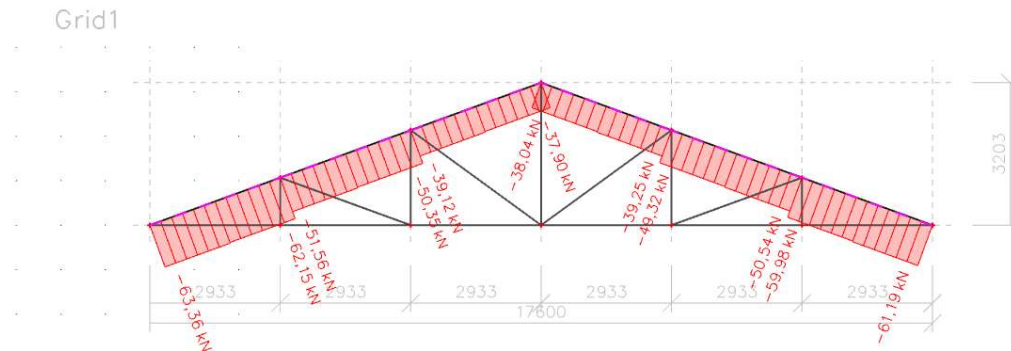 Grid1
-38,04 kN
-37,90 kN
-39,12 kN
-50,35 kN
-39,25 kN
-49,32 kN
3203
-51,56 kN
-62,15 kN
-50,54 kN
-59,98 kN
-63,36 kN
-61,19 kN
2933
2933
2933
2933
2933
2933
17600